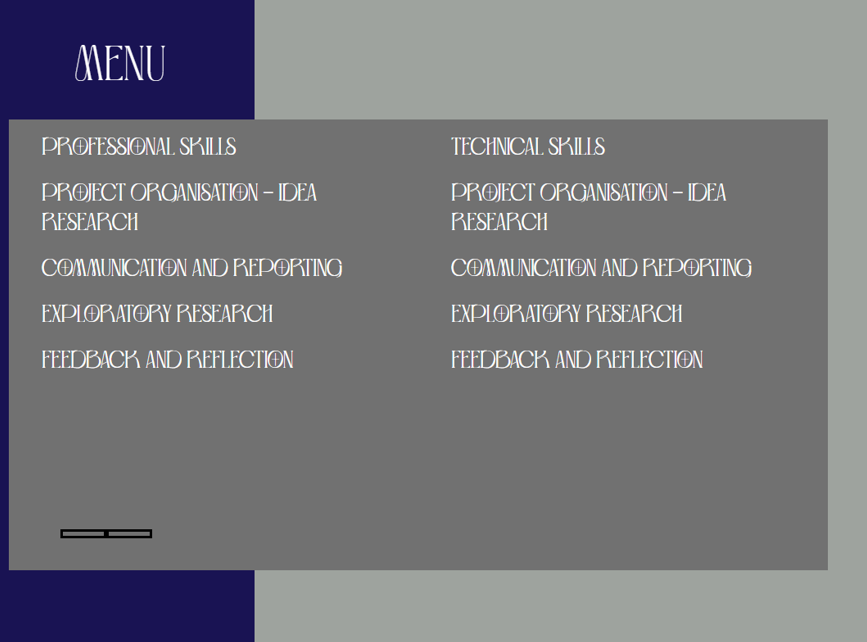 MENU
PROFESSIONAL SKILLS
PROJECT ORGANISATION – IDEA
RESEARCH
COMMUNICATION AND REPORTING
EXPLORATORY RESEARCH
FEEDBACK AND REFLECTION
TECHNICAL SKILLS
PROJECT ORGANISATION – IDEA
RESEARCH
COMMUNICATION AND REPORTING
EXPLORATORY RESEARCH
FEEDBACK AND REFLECTION